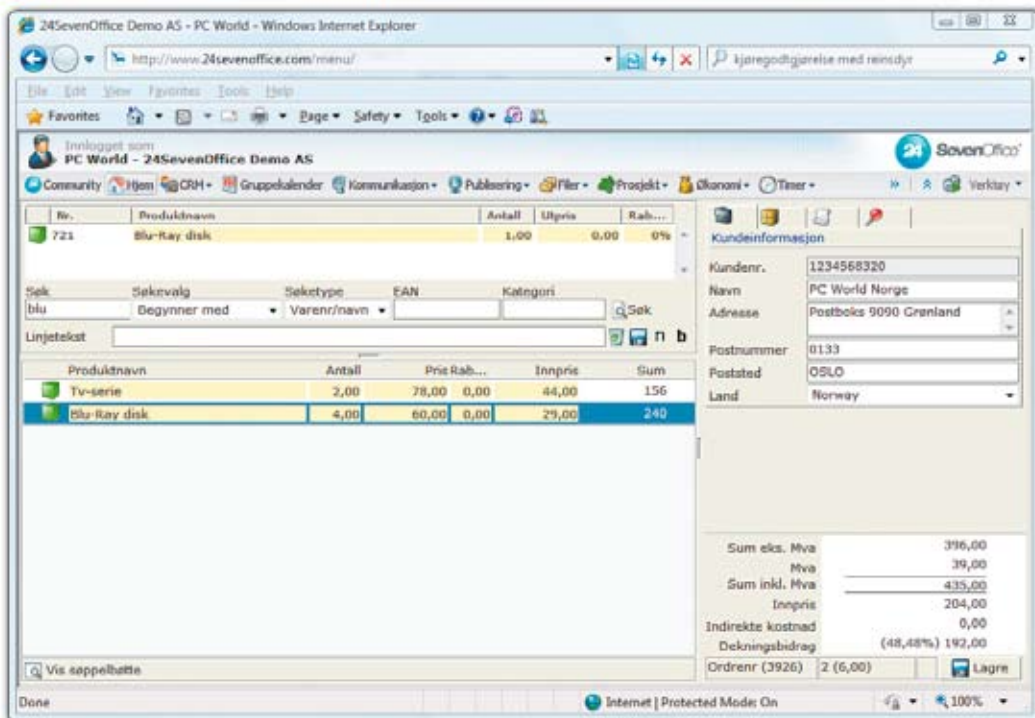 24SevenOffice Demo AS - PC World - Windows Internet Explorer
http://www.24sevenoffice.com/menu/
kjøregodtgjørelse med reinsdyr
File Edit View Favorites Tools Help
Favorites Page Safety Tools
Innlogget som
PC World - 24SevenOffice Demo AS
24 SevenOffice
Community Hjem CRM Gruppekalender Kommunikasjon Publisering Filer Prosjekt Økonomi Timer » Verktøy
Nr. Produktnavn Antall Utpris Rab...
721 Blu-Ray disk 1,00 0,00 0%
Søk Søkevalg Søketype EAN Kategori
blu Begynner med Varenr/navn Søk
Linjetekst n b
Produktnavn Antall Pris Rab... Innpris Sum
Tv-serie 2,00 78,00 0,00 44,00 156
Blu-Ray disk 4,00 60,00 0,00 29,00 240
Kundeinformasjon
Kundenr. 1234568320
Navn PC World Norge
Adresse Postboks 9090 Grønland
Postnummer 0133
Poststed OSLO
Land Norway
Sum eks. Mva 396,00
Mva 39,00
Sum inkl. Mva 435,00
Innpris 204,00
Indirekte kostnad 0,00
Dekningsbidrag (48,48%) 192,00
Vis søppelbøtte
Ordrenr (3926) 2 (6,00) Lagre
Done Internet | Protected Mode: On 100%